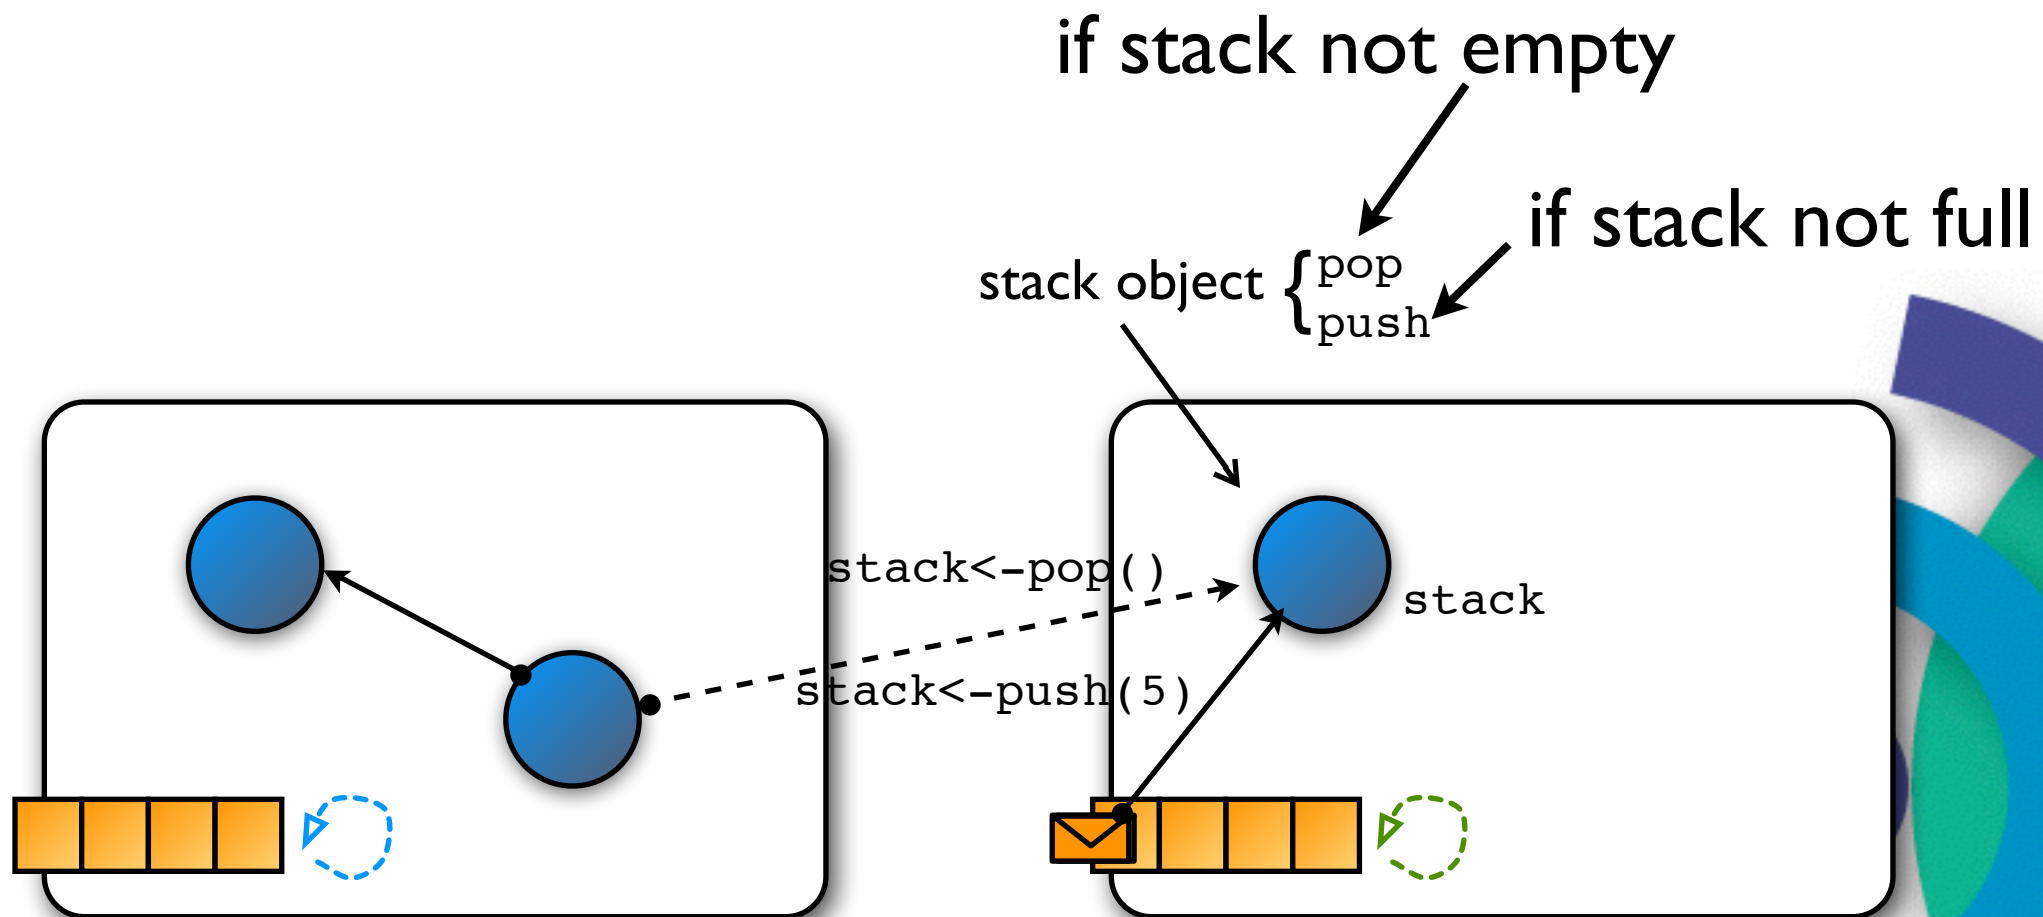 if stack not empty
if stack not full
stack object { pop
push
stack<-pop()
stack
stack<-push(5)